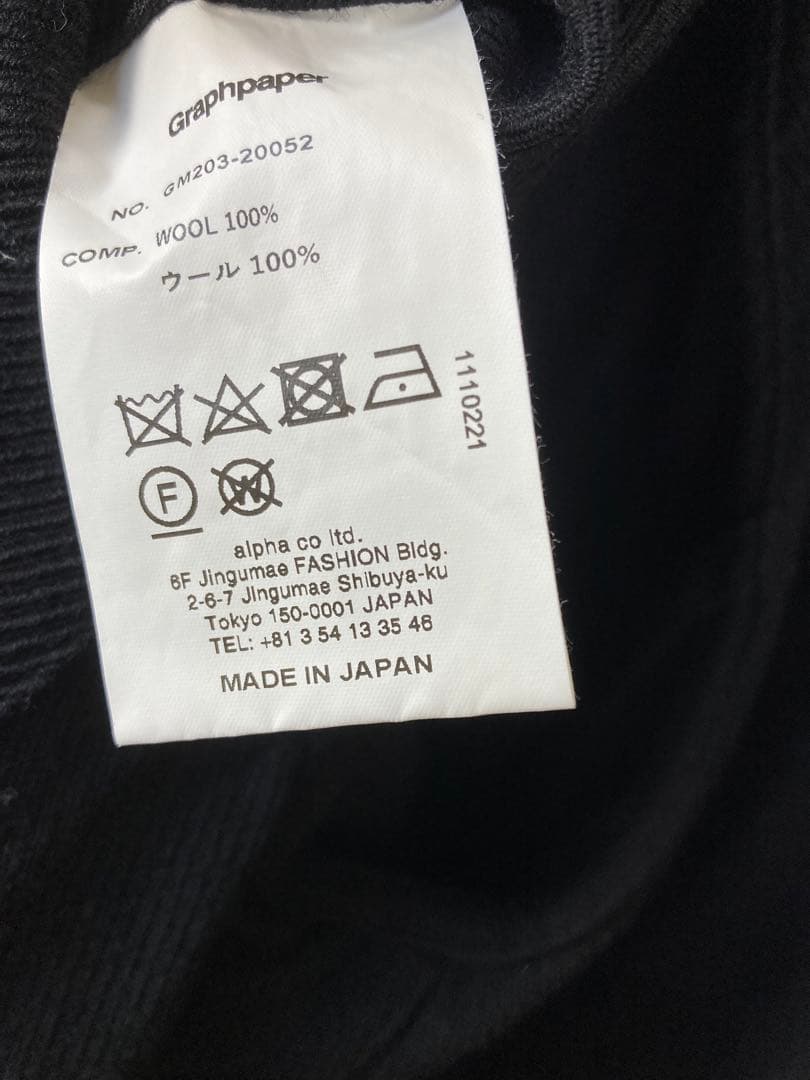 Graphpaper
NO. GM203-20052
COMP. WOOL 100%
ウール 100%
1110221
F
W
alpha co ltd.
6F Jingumae FASHION Bldg.
2-6-7 Jingumae Shibuya-ku
Tokyo 150-0001 JAPAN
TEL: +81 3 54 13 35 46
MADE IN JAPAN